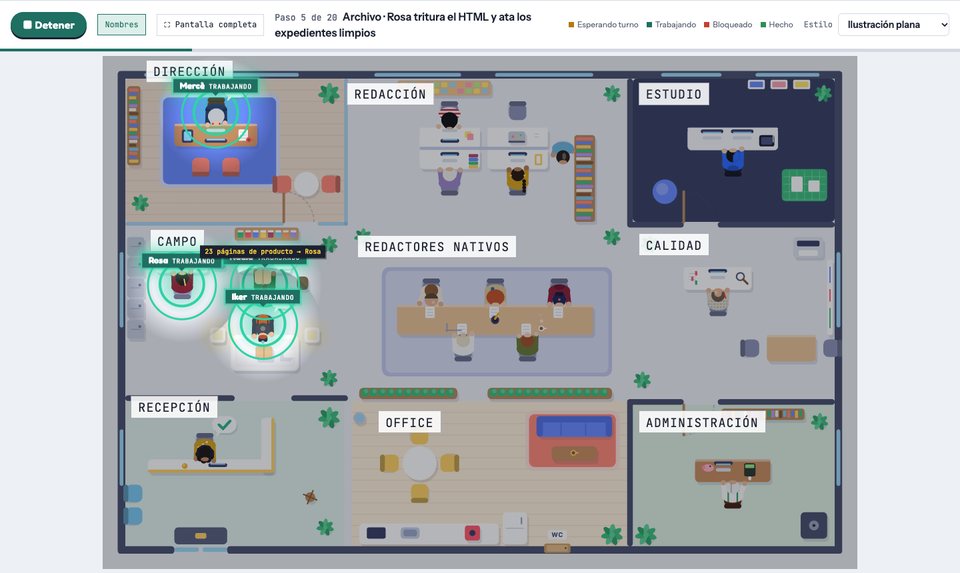 Detener
Nombres
Pantalla completa
Paso 5 de 20 Archivo · Rosa tritura el HTML y ata los
expedientes limpios
Esperando turno
Trabajando
Bloqueado
Hecho
Estilo
Ilustración plana
DIRECCIÓN
Mercè TRABAJANDO
REDACCIÓN
ESTUDIO
CAMPO
23 páginas de producto → Rosa
Rosa TRABAJANDO
Iker TRABAJANDO
REDACTORES NATIVOS
CALIDAD
RECEPCIÓN
OFFICE
ADMINISTRACIÓN
WC